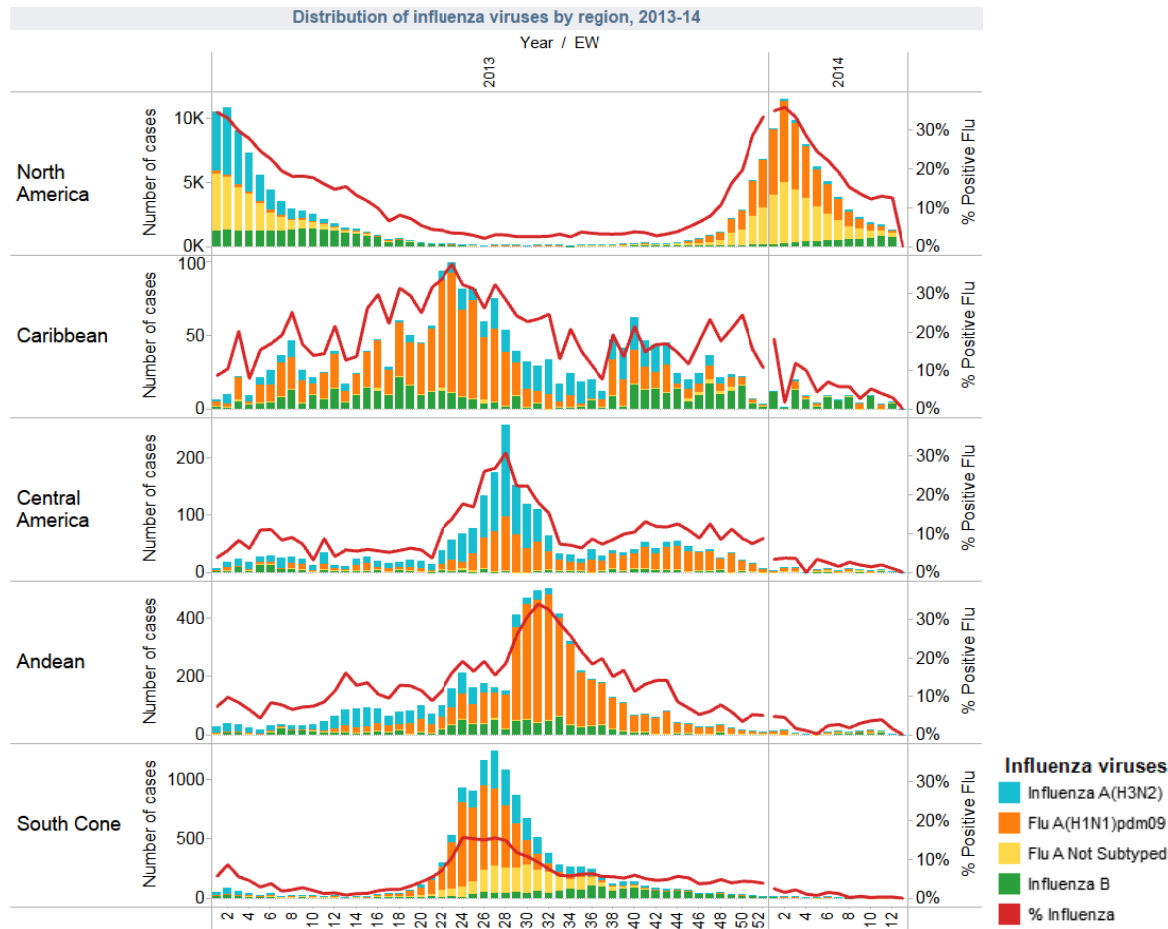 Distribution of influenza viruses by region, 2013-14
Year / EW
2013
2014
North
America
Number of cases
10K
5K
0K
% Positive Flu
30%
20%
10%
0%
Caribbean
Number of cases
100
50
0
% Positive Flu
30%
20%
10%
0%
Central
America
Number of cases
200
100
0
% Positive Flu
30%
20%
10%
0%
Andean
Number of cases
400
200
0
% Positive Flu
30%
20%
10%
0%
South Cone
Number of cases
1000
500
0
% Positive Flu
30%
20%
10%
0%
2 4 6 8 10 12 14 16 18 20 22 24 26 28 30 32 34 36 38 40 42 44 46 48 50 52 2 4 6 8 10 12
Influenza viruses
Influenza A(H3N2)
Flu A(H1N1)pdm09
Flu A Not Subtyped
Influenza B
% Influenza